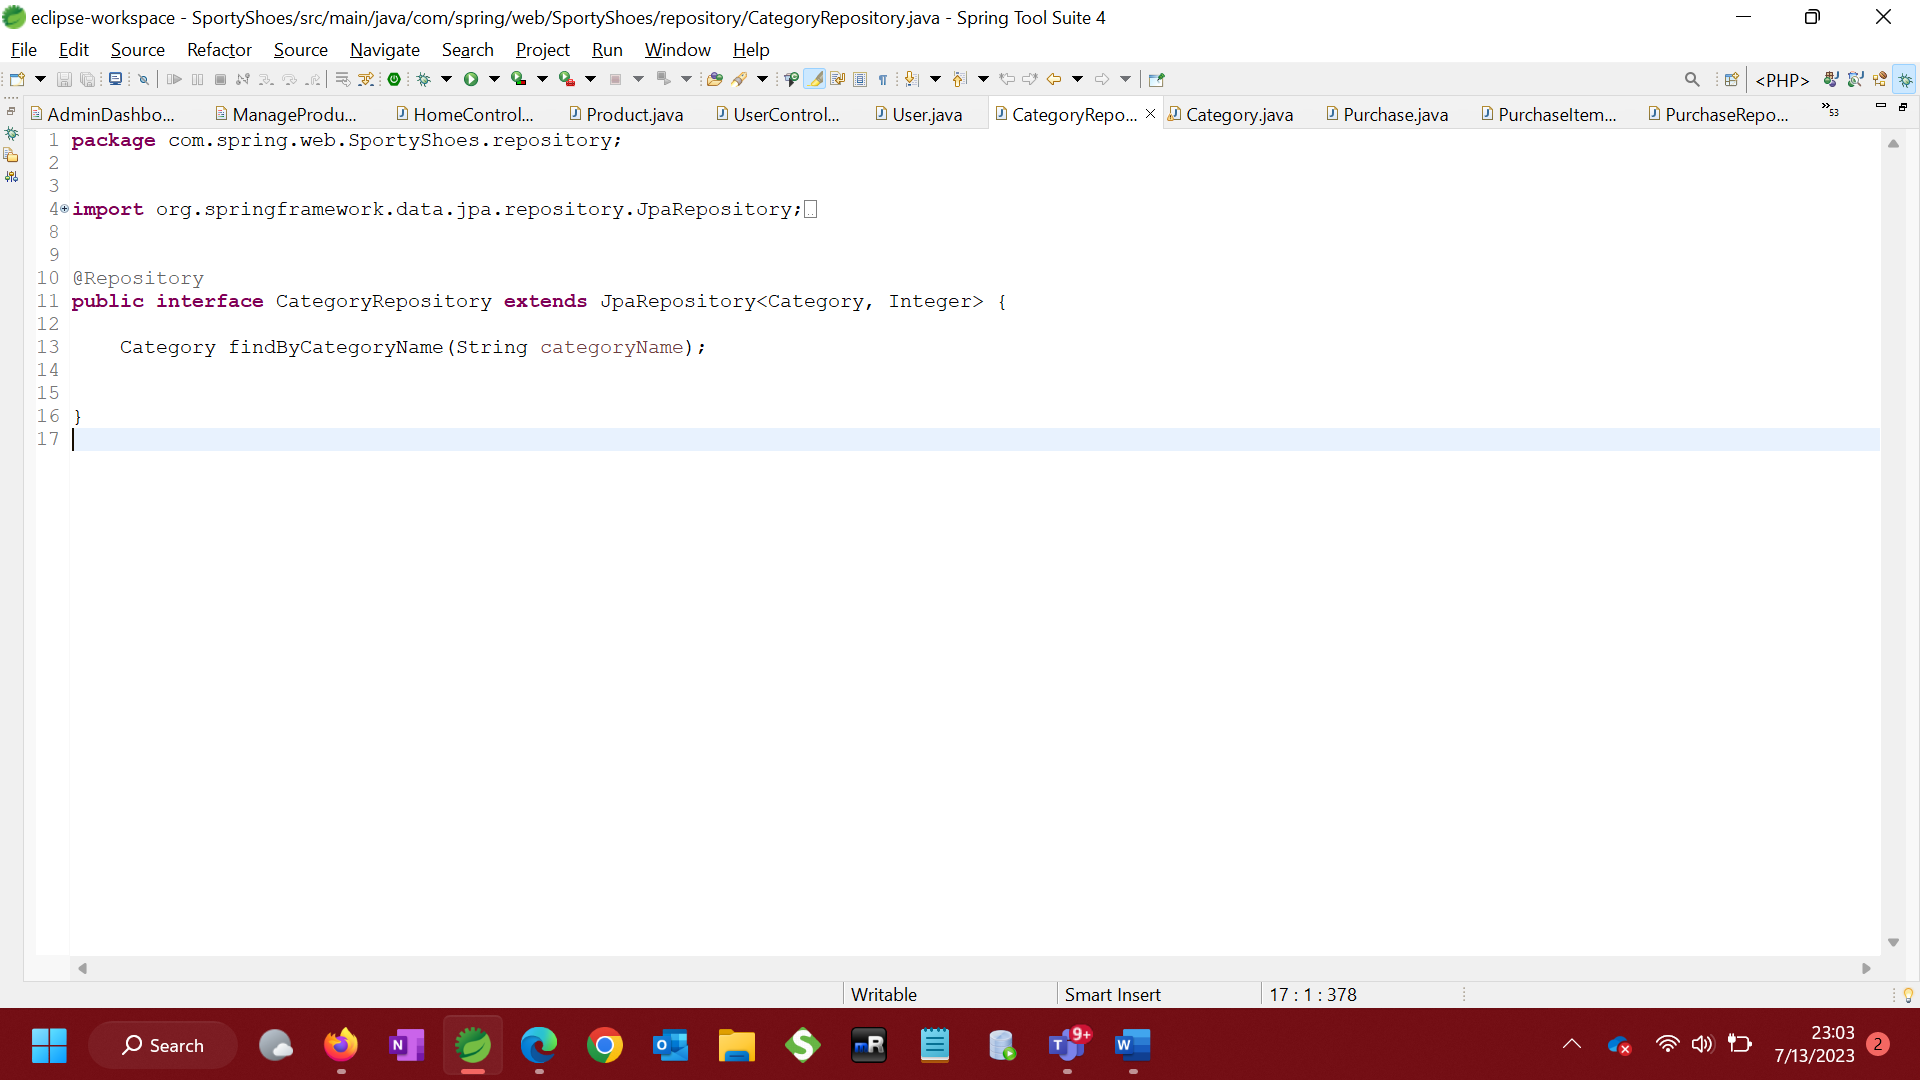 eclipse-workspace - SportyShoes/src/main/java/com/spring/web/SportyShoes/repository/CategoryRepository.java - Spring Tool Suite 4
File Edit Source Refactor Source Navigate Search Project Run Window Help
<PHP>
AdminDashbo... ManageProdu... HomeControl... Product.java UserControl... User.java CategoryRepo... Category.java Purchase.java PurchaseItem... PurchaseRepo... »53
1 package com.spring.web.SportyShoes.repository;
2
3
4 import org.springframework.data.jpa.repository.JpaRepository;
8
9
10 @Repository
11 public interface CategoryRepository extends JpaRepository<Category, Integer> {
12
13 Category findByCategoryName(String categoryName);
14
15
16 }
17
Writable Smart Insert 17 : 1 : 378
Search N O S mR T 9+ W 23:03
7/13/2023 2